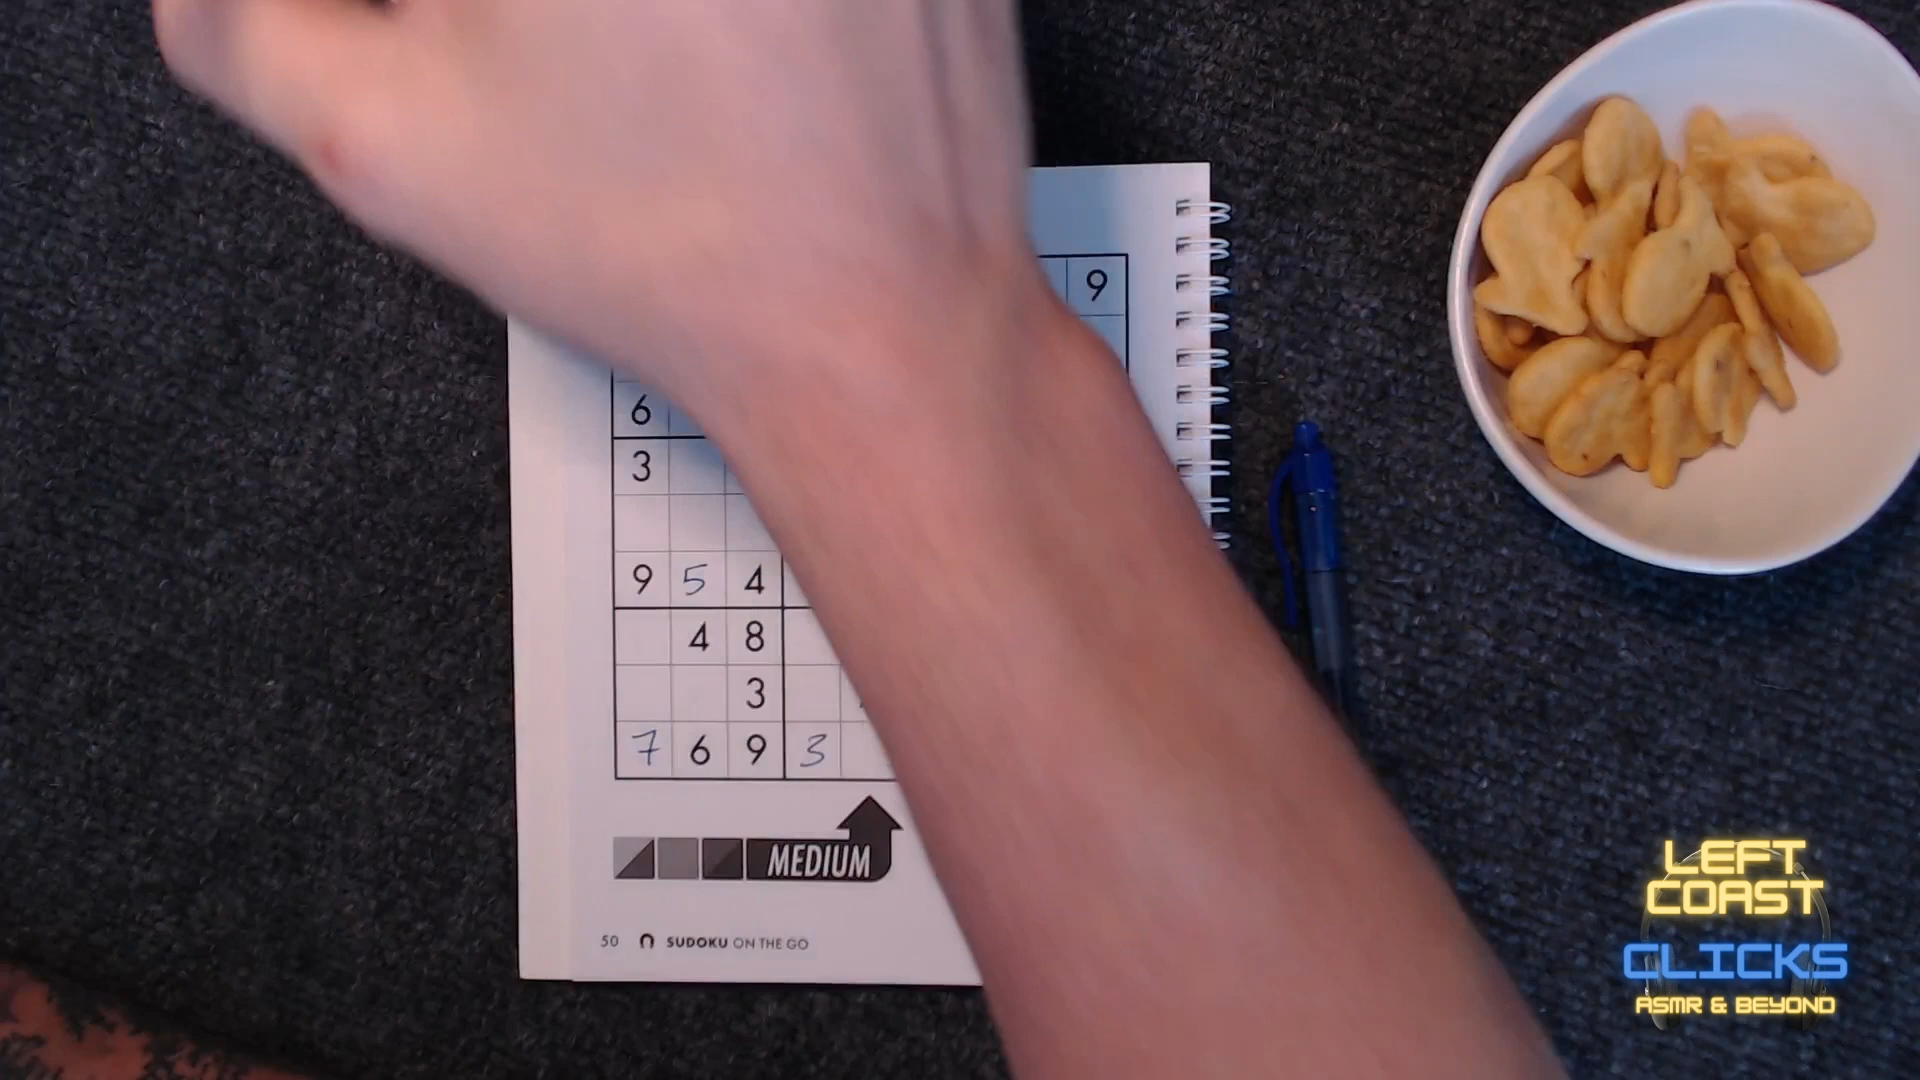 9
6
3
9 5 4
4 8
3
7 6 9 3
MEDIUM
50 SUDOKU ON THE GO
LEFT
COAST
CLICKS
ASMR & BEYOND